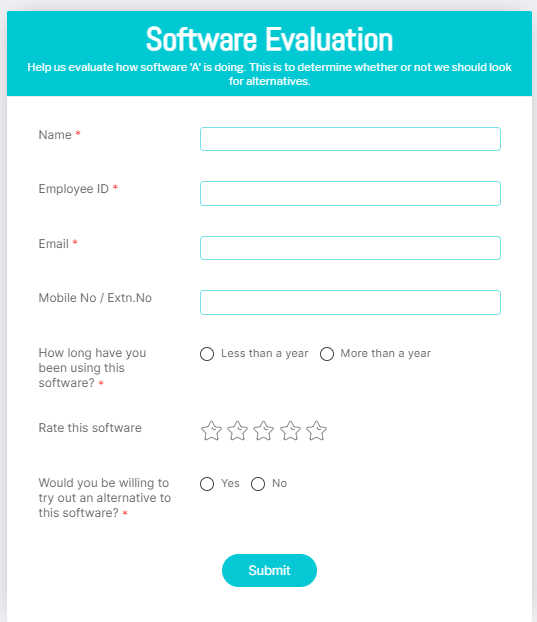 Software Evaluation
Help us evaluate how software 'A' is doing. This is to determine whether or not we should look
for alternatives.
Name *
Employee ID *
Email *
Mobile No / Extn.No
How long have you
been using this
software? *
Less than a year More than a year
Rate this software
Would you be willing to
try out an alternative to
this software? *
Yes No
Submit